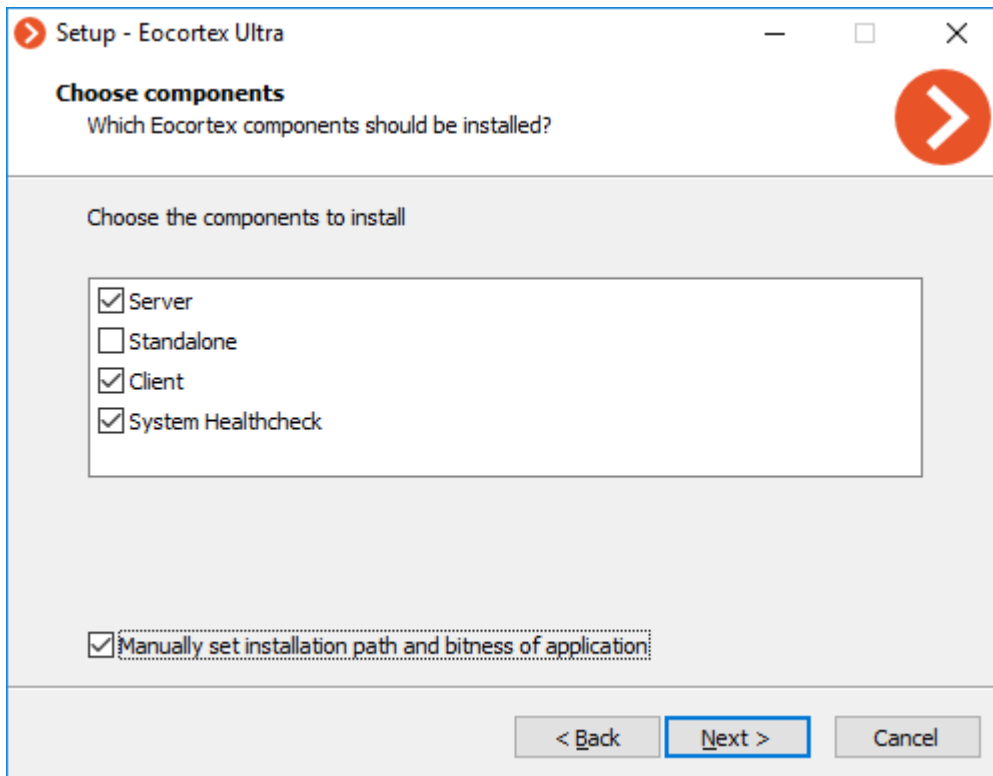 Setup - Eocortex Ultra
Choose components
Which Eocortex components should be installed?
Choose the components to install
Server
Standalone
Client
System Healthcheck
Manually set installation path and bitness of application
< Back Next > Cancel